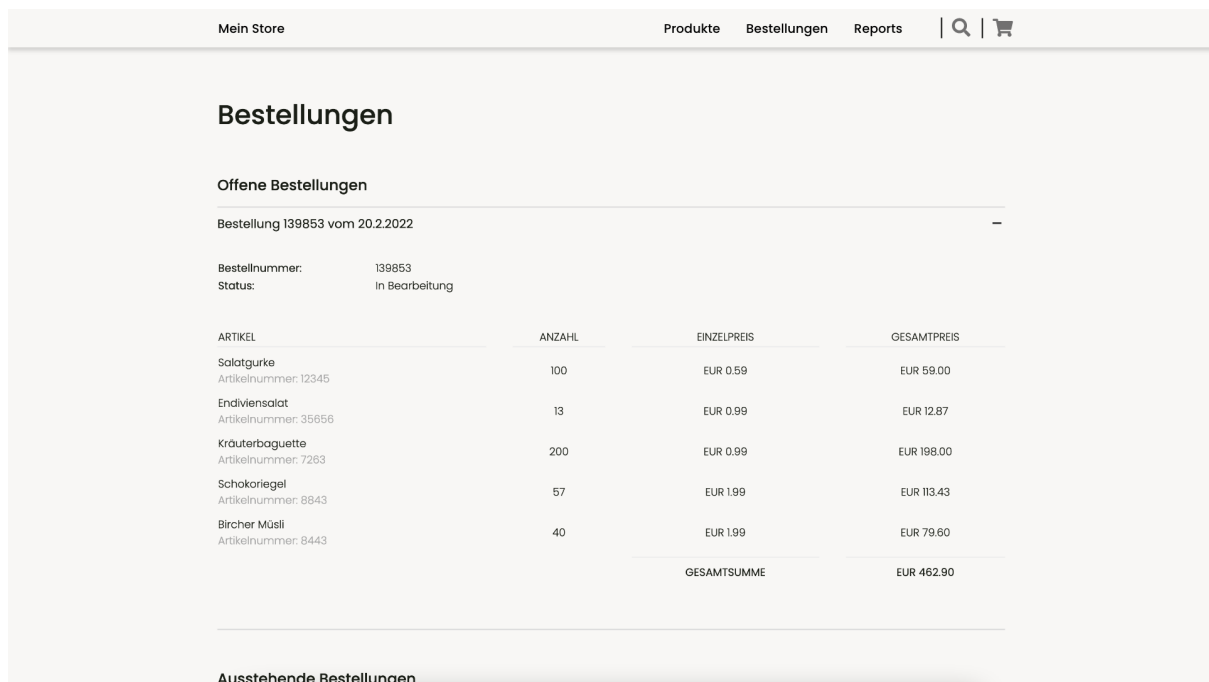 Mein Store Produkte Bestellungen Reports
Bestellungen
Offene Bestellungen
Bestellung 139853 vom 20.2.2022
Bestellnummer: 139853
Status: In Bearbeitung
ARTIKEL ANZAHL EINZELPREIS GESAMTPREIS
Salatgurke
Artikelnummer: 12345
100 EUR 0.59 EUR 59.00
Endiviensalat
Artikelnummer: 35656
13 EUR 0.99 EUR 12.87
Kräuterbaguette
Artikelnummer: 7263
200 EUR 0.99 EUR 198.00
Schokoriegel
Artikelnummer: 8843
57 EUR 1.99 EUR 113.43
Bircher Müsli
Artikelnummer: 8443
40 EUR 1.99 EUR 79.60
GESAMTSUMME EUR 462.90
Ausstehende Bestellungen